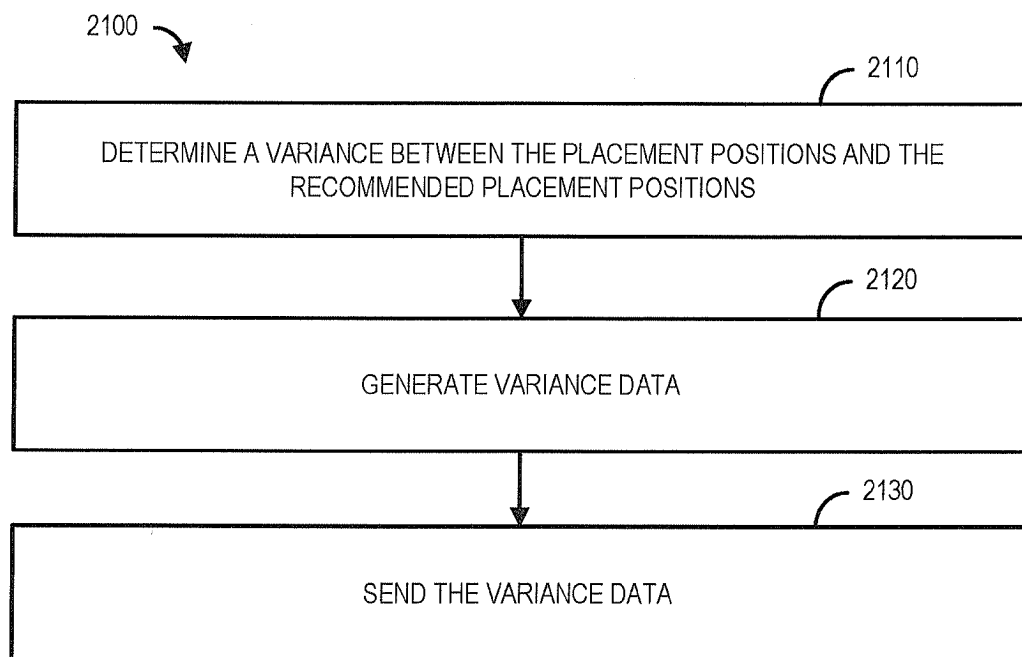 2100
2110
DETERMINE A VARIANCE BETWEEN THE PLACEMENT POSITIONS AND THE
RECOMMENDED PLACEMENT POSITIONS
2120
GENERATE VARIANCE DATA
2130
SEND THE VARIANCE DATA